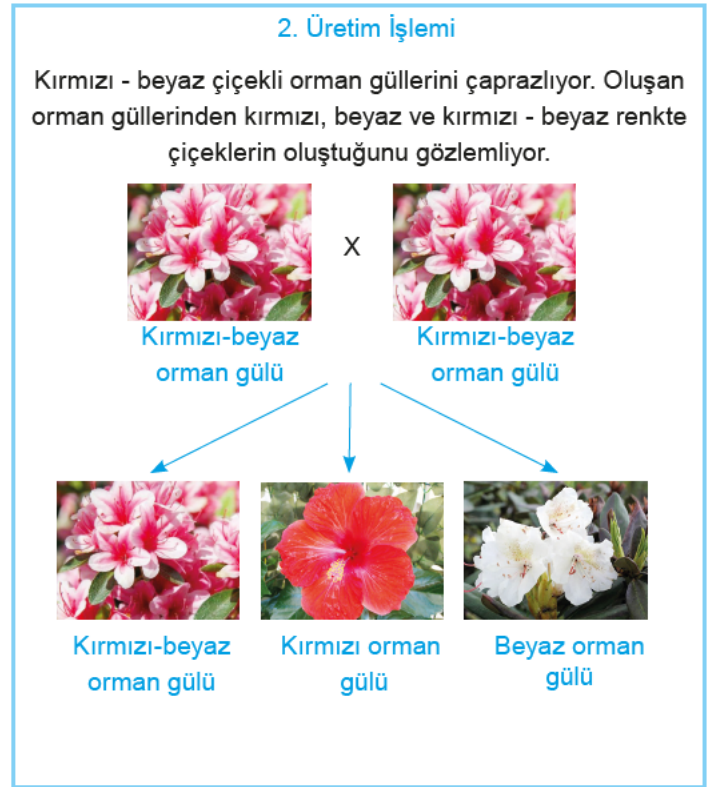 2. Üretim İşlemi
Kırmızı - beyaz çiçekli orman güllerini çaprazlıyor. Oluşan
orman güllerinden kırmızı, beyaz ve kırmızı - beyaz renkte
çiçeklerin oluştuğunu gözlemliyor.
X
Kırmızı-beyaz
orman gülü
Kırmızı-beyaz
orman gülü
Kırmızı-beyaz
orman gülü
Kırmızı orman
gülü
Beyaz orman
gülü